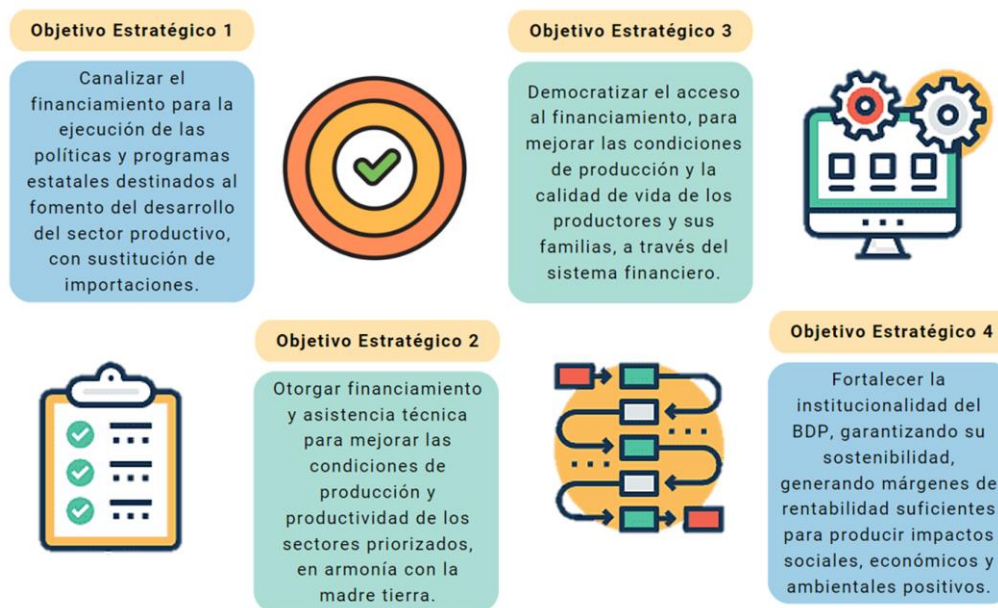 Objetivo Estratégico 1
Canalizar el
financiamiento para la
ejecución de las
políticas y programas
estatales destinados al
fomento del desarrollo
del sector productivo,
con sustitución de
importaciones.
Objetivo Estratégico 2
Otorgar financiamiento
y asistencia técnica
para mejorar las
condiciones de
producción y
productividad de los
sectores priorizados,
en armonía con la
madre tierra.
Objetivo Estratégico 3
Democratizar el acceso
al financiamiento, para
mejorar las condiciones
de producción y la
calidad de vida de los
productores y sus
familias, a través del
sistema financiero.
Objetivo Estratégico 4
Fortalecer la
institucionalidad del
BDP, garantizando su
sostenibilidad,
generando márgenes de
rentabilidad suficientes
para producir impactos
sociales, económicos y
ambientales positivos.